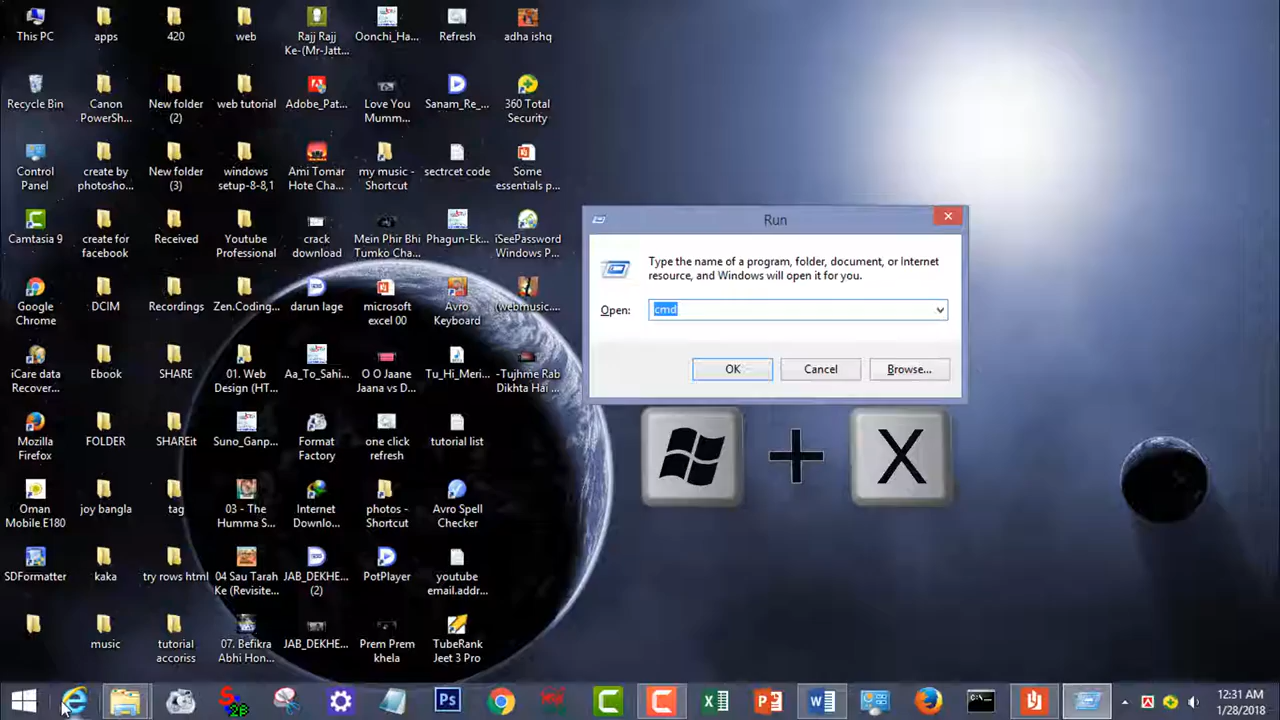 This PC
apps
420
web
Rajj Rajj
Ke-(Mr-Jatt...
Oonchi_Ha...
Refresh
adha ishq
Recycle Bin
Canon
PowerSh...
New folder
(2)
web tutorial
Adobe_Pat...
Love You
Mumm...
Sanam_Re_...
360 Total
Security
Control
Panel
create by
photosho...
New folder
(3)
windows
setup-8-8,1
Ami Tomar
Hote Cha...
my music -
Shortcut
sectrcet code
Some
essentials p...
Camtasia 9
create for
facebook
Received
Youtube
Professional
crack
download
Mein Phir Bhi
Tumko Cha...
Phagun-Ek...
iSeePassword
Windows P...
Google
Chrome
DCIM
Recordings
Zen.Coding...
darun lage
microsoft
excel 00
Avro
Keyboard
(webmusic....
iCare data
Recover...
Ebook
SHARE
01. Web
Design (HT...
Aa_To_Sahi...
O O Jaane
Jaana vs D...
Tu_Hi_Meri...
-Tujhme Rab
Dikhta Hai ...
Mozilla
Firefox
FOLDER
SHAREit
Suno_Ganp...
Format
Factory
one click
refresh
tutorial list
Oman
Mobile E180
joy bangla
tag
03 - The
Humma S...
Internet
Downlo...
photos -
Shortcut
Avro Spell
Checker
SDFormatter
kaka
try rows html
04 Sau Tarah
Ke (Revisite...
JAB_DEKHE...
(2)
PotPlayer
youtube
email.addr...
music
tutorial
accoriss
07. Befikra
Abhi Hon...
JAB_DEKHE...
Prem Prem
khela
TubeRank
Jeet 3 Pro
Run
Type the name of a program, folder, document, or Internet
resource, and Windows will open it for you.
Open: cmd
OK Cancel Browse...
+ X
12:31 AM
1/28/2018